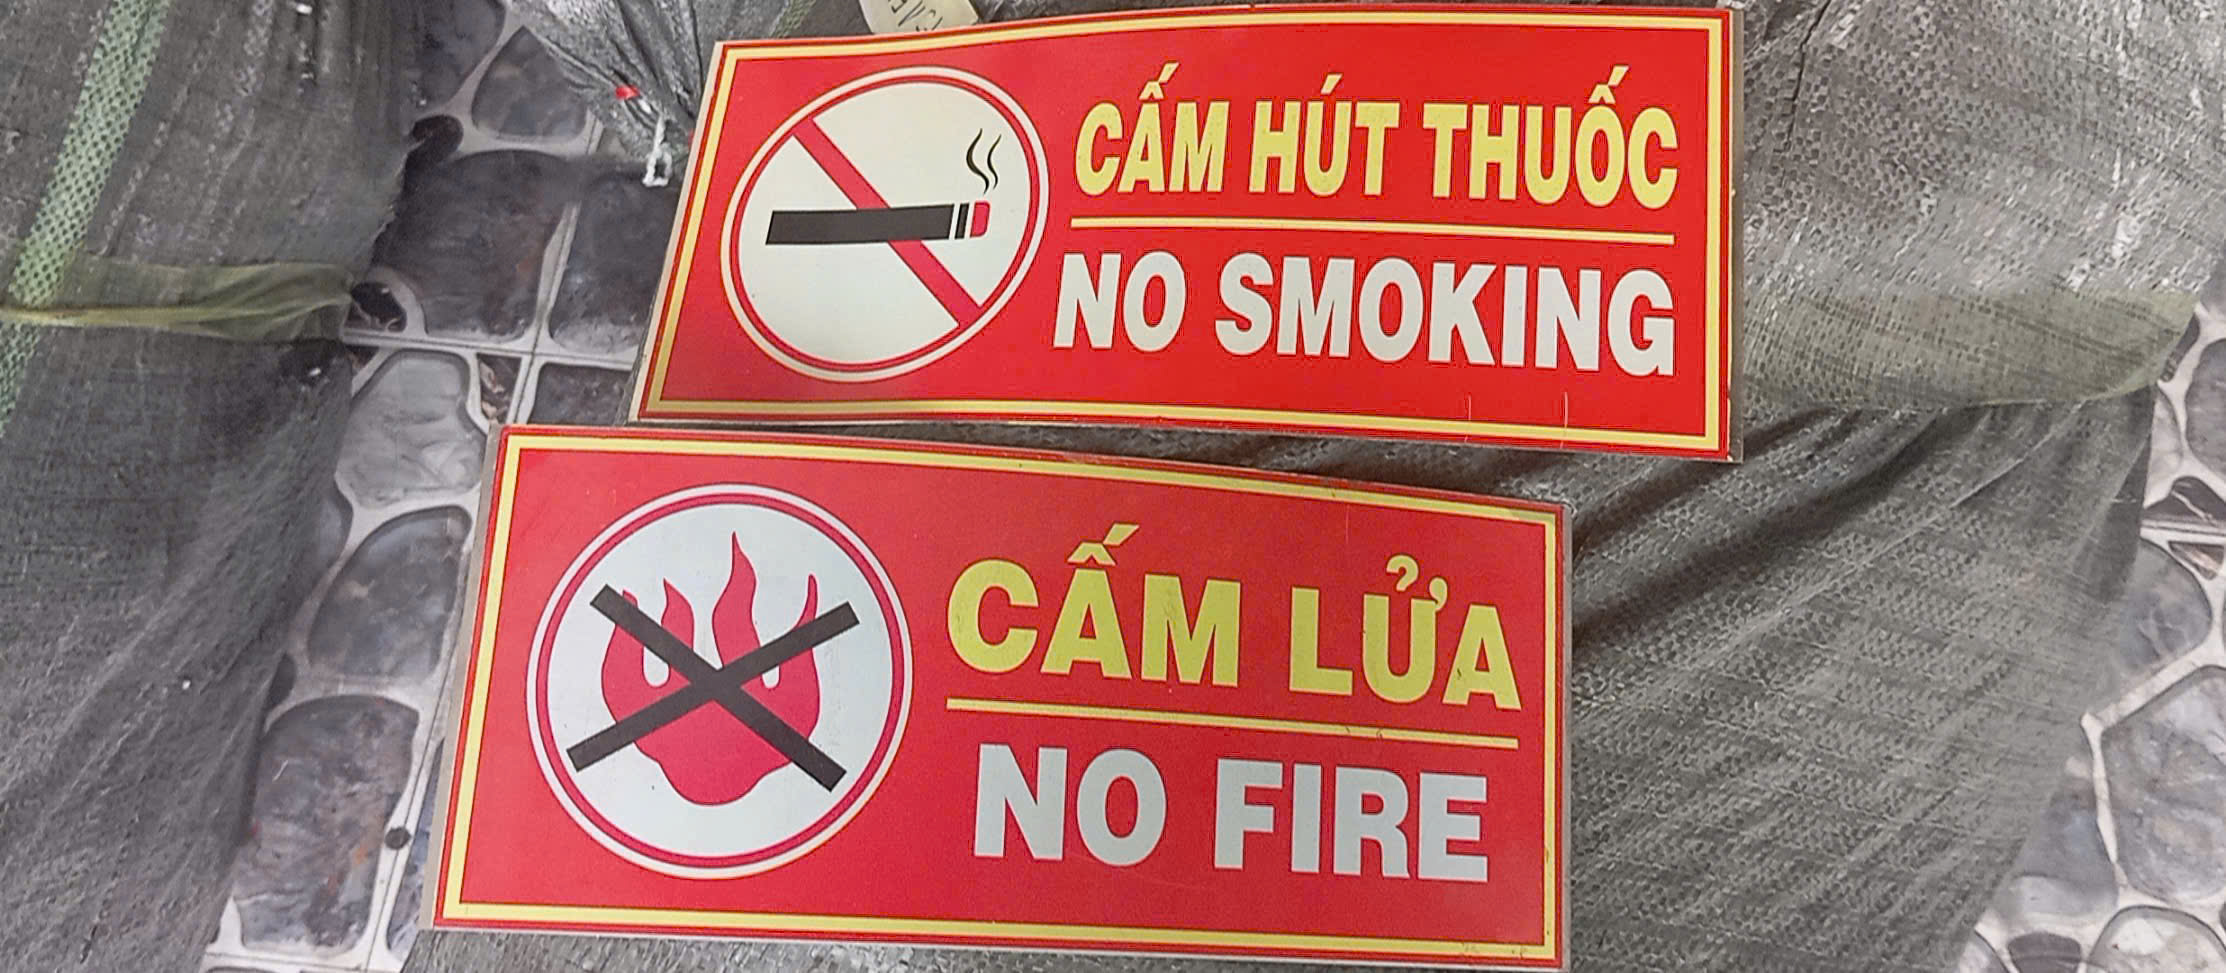 CẤM HÚT THUỐC
NO SMOKING
CẤM LỬA
NO FIRE